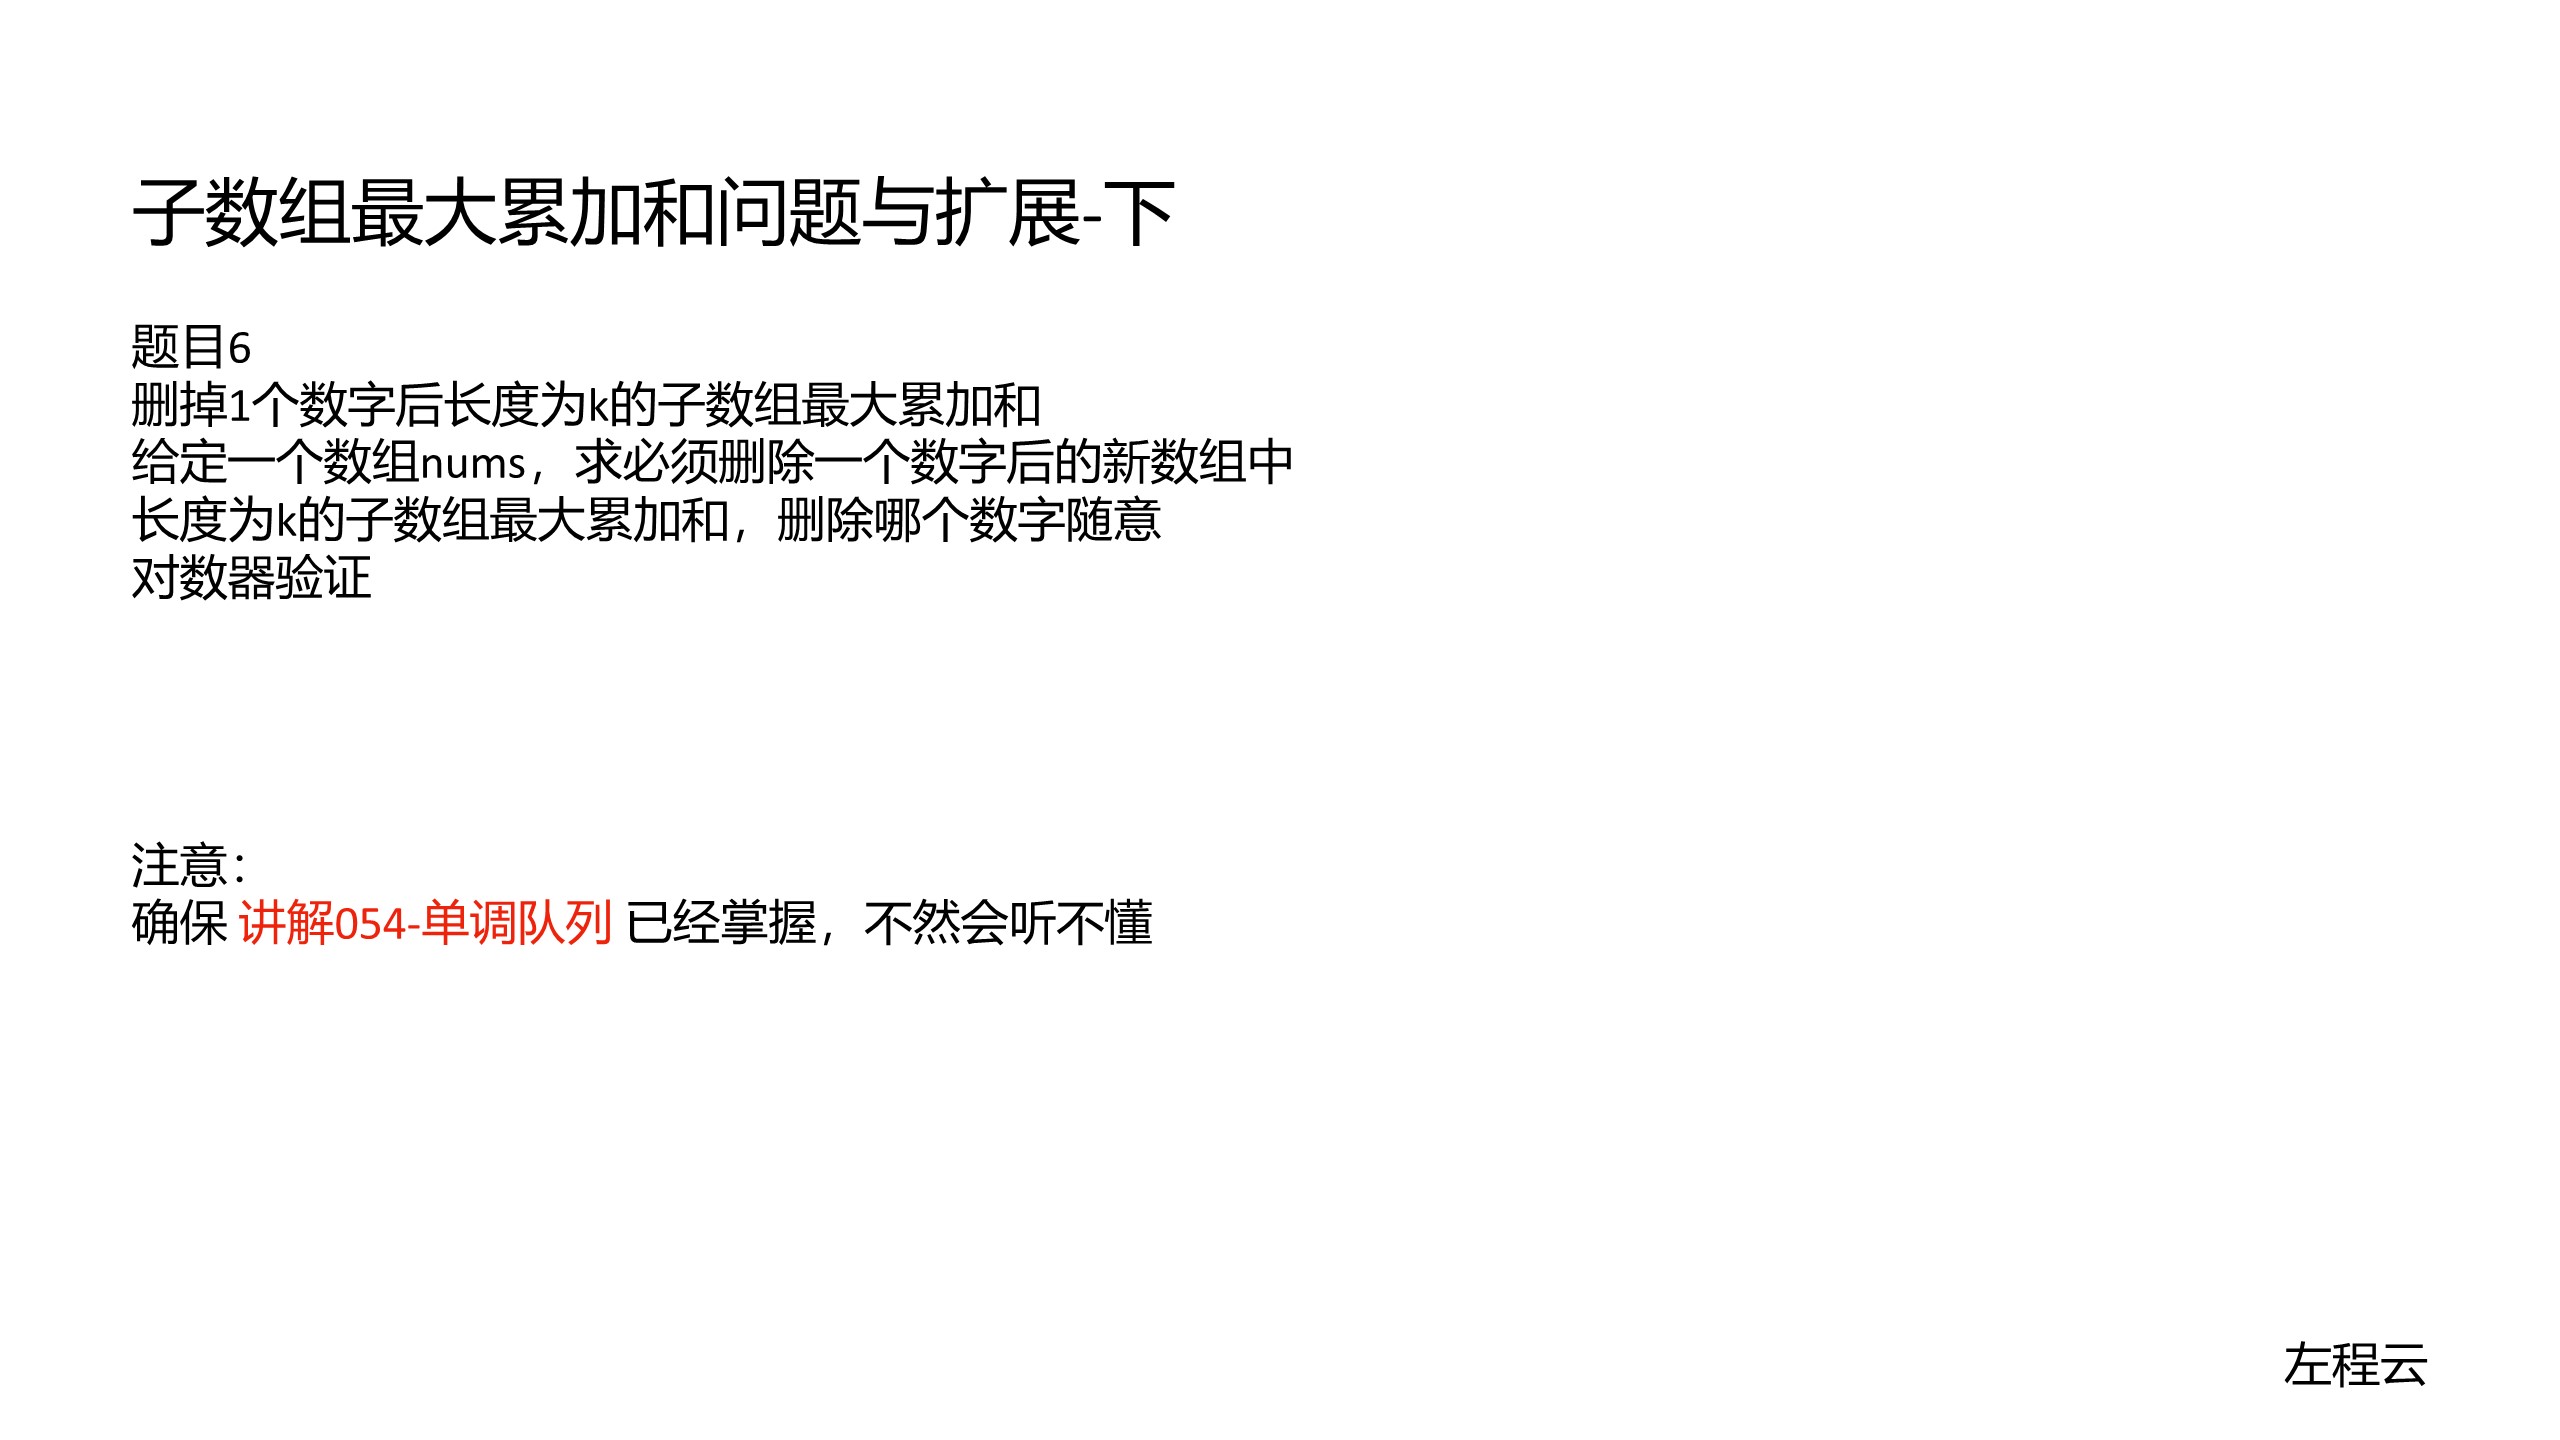 子数组最大累加和问题与扩展-下
题目6
删掉1个数字后长度为k的子数组最大累加和
给定一个数组nums，求必须删除一个数字后的新数组中
长度为k的子数组最大累加和，删除哪个数字随意
对数器验证
注意：
确保 讲解054-单调队列 已经掌握，不然会听不懂
左程云